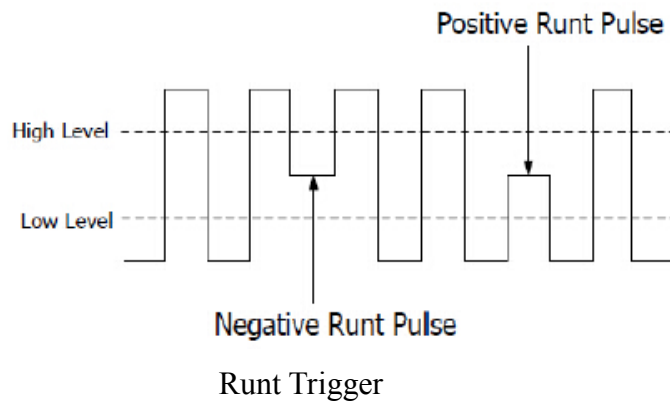 Positive Runt Pulse
High Level
Low Level
Negative Runt Pulse
Runt Trigger